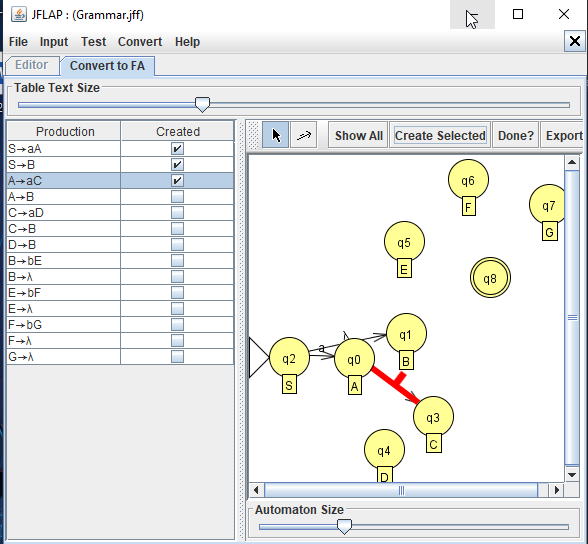 JFLAP : (Grammar.jff)
File Input Test Convert Help
Editor Convert to FA
Table Text Size
Production Created
S→aA
S→B
A→aC
A→B
C→aD
C→B
D→B
B→bE
B→λ
E→bF
E→λ
F→bG
F→λ
G→λ
Show All Create Selected Done? Export
q6
F
q7
G
q5
E
q8
λ
a
q1
B
q2
S
q0
A
q3
C
q4
D
Automaton Size